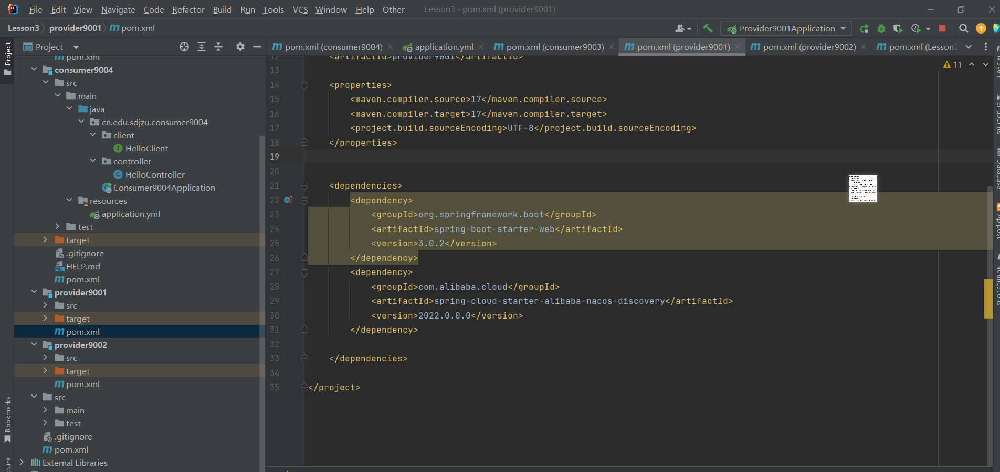 File Edit View Navigate Code Refactor Build Run Tools VCS Window Help Other Lesson3 - pom.xml (provider9001)
Lesson3 provider9001 pom.xml
Provider9001Application
Project
pom.xml (consumer9004) application.yml pom.xml (consumer9003) pom.xml (provider9001) pom.xml (provider9002) pom.xml (Lesson3
Project
pom.xml
consumer9004
src
main
java
cn.edu.sdjzu.consumer9004
client
HelloClient
controller
HelloController
Consumer9004Application
resources
application.yml
test
target
.gitignore
HELP.md
pom.xml
provider9001
src
target
pom.xml
provider9002
src
target
pom.xml
src
main
test
.gitignore
pom.xml
External Libraries
Bookmarks
11
12 <artifactId>provider9001</artifactId>
13
14 <properties>
15 <maven.compiler.source>17</maven.compiler.source>
16 <maven.compiler.target>17</maven.compiler.target>
17 <project.build.sourceEncoding>UTF-8</project.build.sourceEncoding>
18 </properties>
19
20
21 <dependencies>
22 <dependency>
23 <groupId>org.springframework.boot</groupId>
24 <artifactId>spring-boot-starter-web</artifactId>
25 <version>3.0.2</version>
26 </dependency>
27 <dependency>
28 <groupId>com.alibaba.cloud</groupId>
29 <artifactId>spring-cloud-starter-alibaba-nacos-discovery</artifactId>
30 <version>2022.0.0.0</version>
31 </dependency>
32
33 </dependencies>
34
35 </project>
Maven
Endpoints
Database
Apipost
Notifications